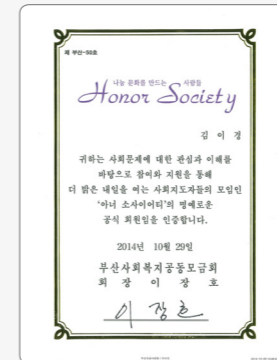 제 부산-50호
나눔 문화를 만드는 사람들
Honor Society
김 이 경
귀하는 사회문제에 대한 관심과 이해를
바탕으로 참여와 지원을 통해
더 밝은 내일을 여는 사회지도자들의 모임인
'아너 소사이어티'의 명예로운
공식 회원임을 인증합니다.
2014년 10월 29일
부산사회복지공동모금회
회 장 이 장 호
이 장호